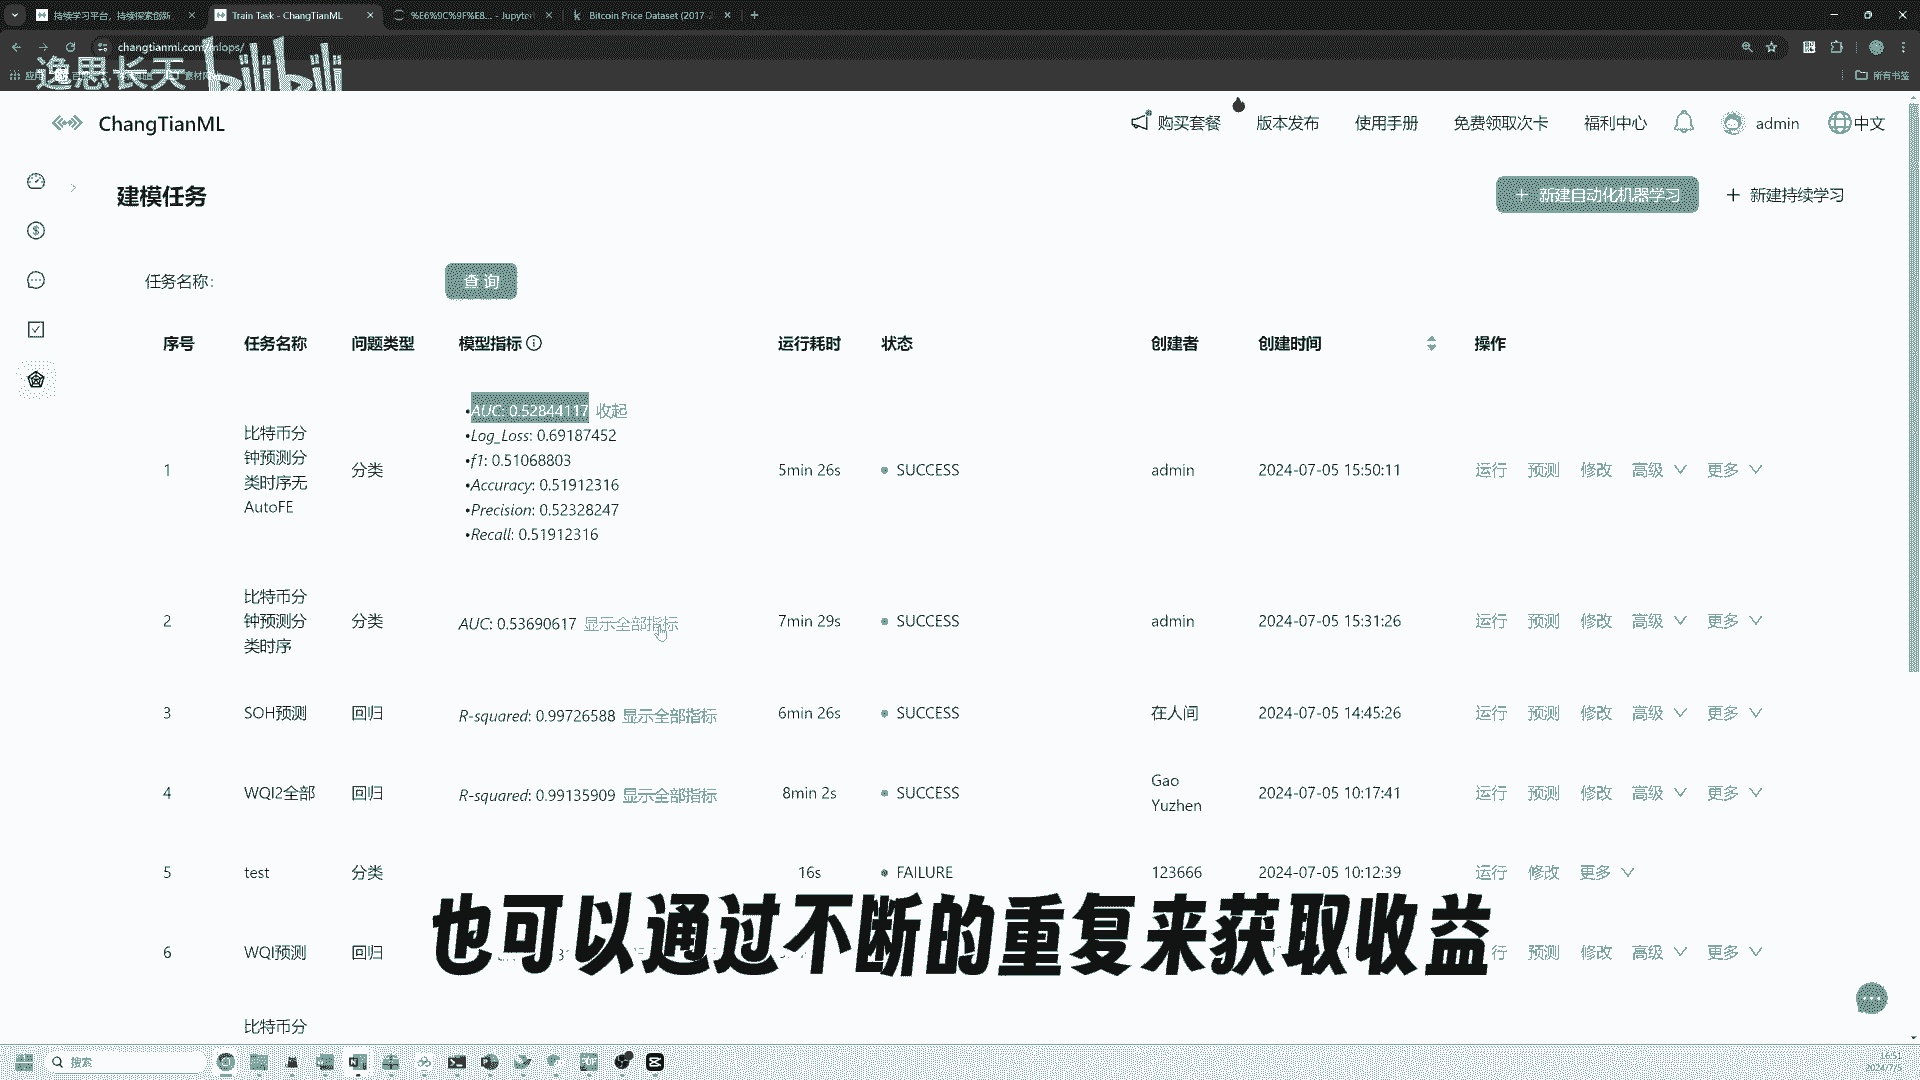 持续学习平台，持续探索创新
Train Task - ChangTianML
%E6%9C%9F%E8... - Jupyter
Bitcoin Price Dataset (2017-2
changtianml.com/mlops/
逸思长天 bilibili
所有书签
ChangTianML
购买套餐
版本发布
使用手册
免费领取次卡
福利中心
admin
中文
建模任务
+ 新建自动化机器学习
+ 新建持续学习
任务名称:
查询
序号 任务名称 问题类型 模型指标 运行耗时 状态 创建者 创建时间 操作
1
比特币分
钟预测分
类时序无
AutoFE
分类
•AUC: 0.52844117 收起
•Log_Loss: 0.69187452
•f1: 0.51068803
•Accuracy: 0.51912316
•Precision: 0.52328247
•Recall: 0.51912316
5min 26s
SUCCESS
admin
2024-07-05 15:50:11
运行 预测 修改 高级 更多
2
比特币分
钟预测分
类时序
分类
AUC: 0.53690617 显示全部指标
7min 29s
SUCCESS
admin
2024-07-05 15:31:26
运行 预测 修改 高级 更多
3
SOH预测
回归
R-squared: 0.99726588 显示全部指标
6min 26s
SUCCESS
在人间
2024-07-05 14:45:26
运行 预测 修改 高级 更多
4
WQI2全部
回归
R-squared: 0.99135909 显示全部指标
8min 2s
SUCCESS
Gao
Yuzhen
2024-07-05 10:17:41
运行 预测 修改 高级 更多
5
test
分类
16s
FAILURE
123666
2024-07-05 10:12:39
运行 修改 更多
6
WQI预测
回归
预测 修改 高级 更多
也可以通过不断的重复来获取收益
比特币分
搜索
16:51
2024/7/5